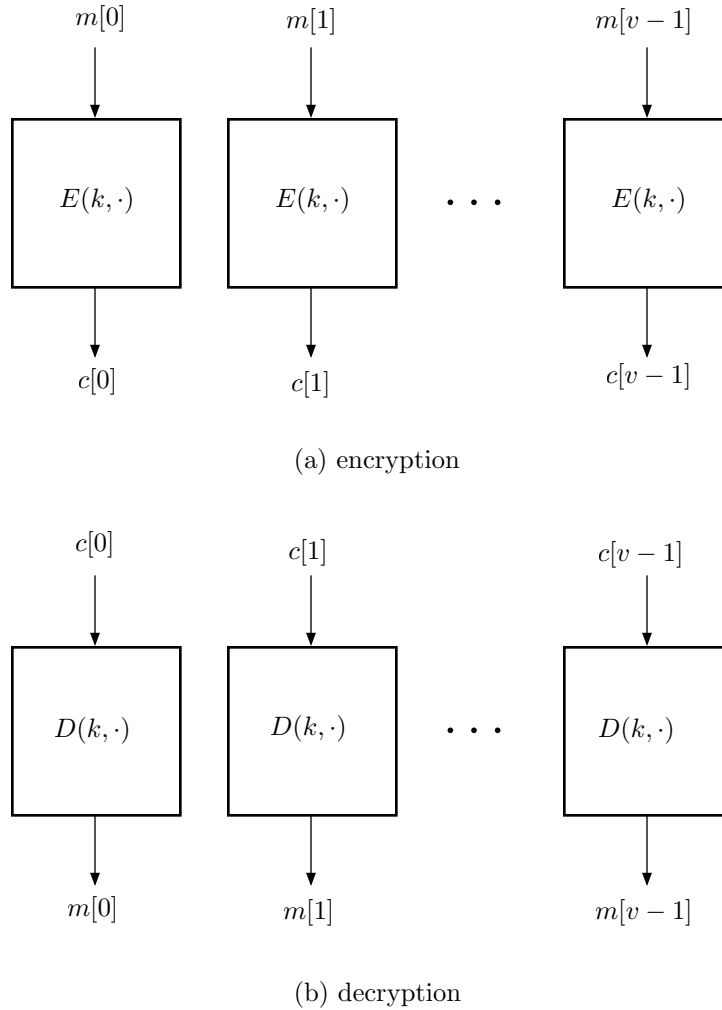 m[0] m[1] m[v − 1]
E(k, ·) E(k, ·) · · · E(k, ·)
c[0] c[1] c[v − 1]
(a) encryption
c[0] c[1] c[v − 1]
D(k, ·) D(k, ·) · · · D(k, ·)
m[0] m[1] m[v − 1]
(b) decryption